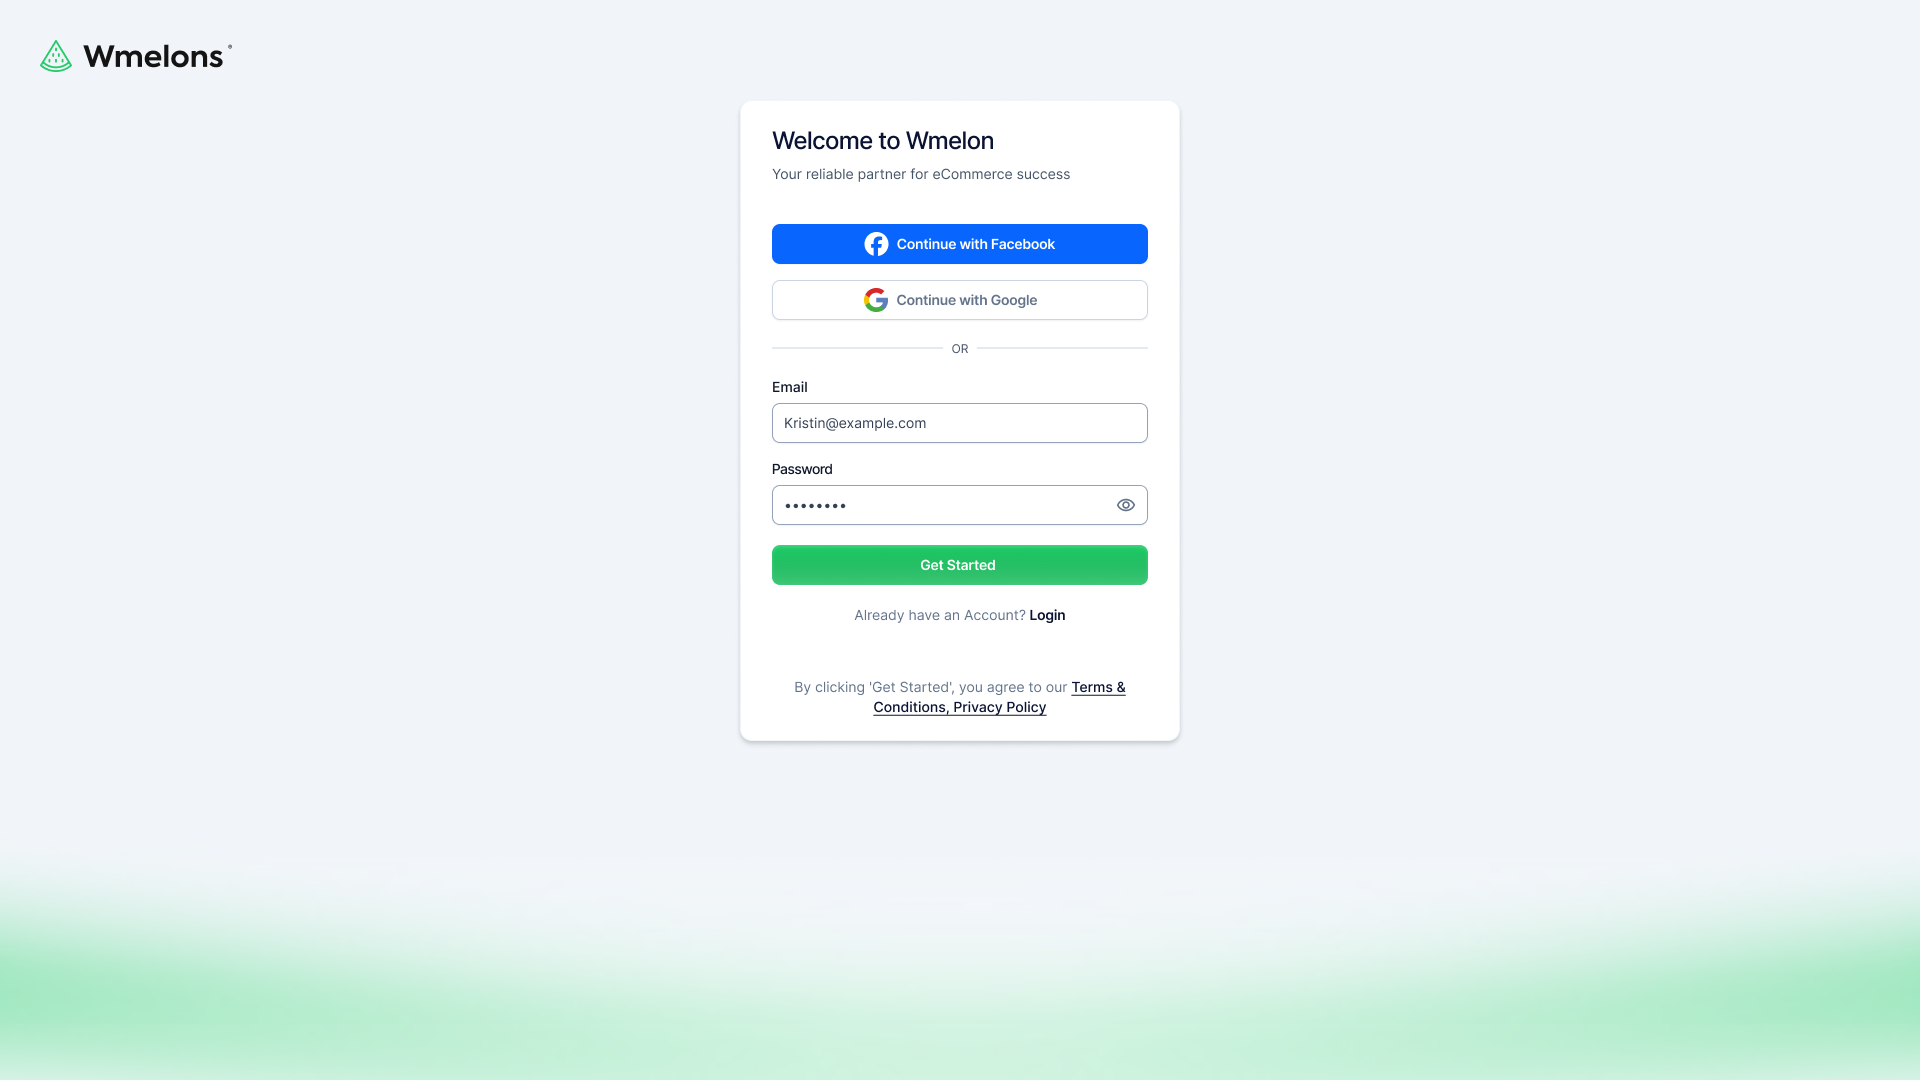 Wmelons
Welcome to Wmelon
Your reliable partner for eCommerce success
Continue with Facebook
Continue with Google
OR
Email
Kristin@example.com
Password
••••••••
Get Started
Already have an Account? Login
By clicking 'Get Started', you agree to our Terms &
Conditions, Privacy Policy